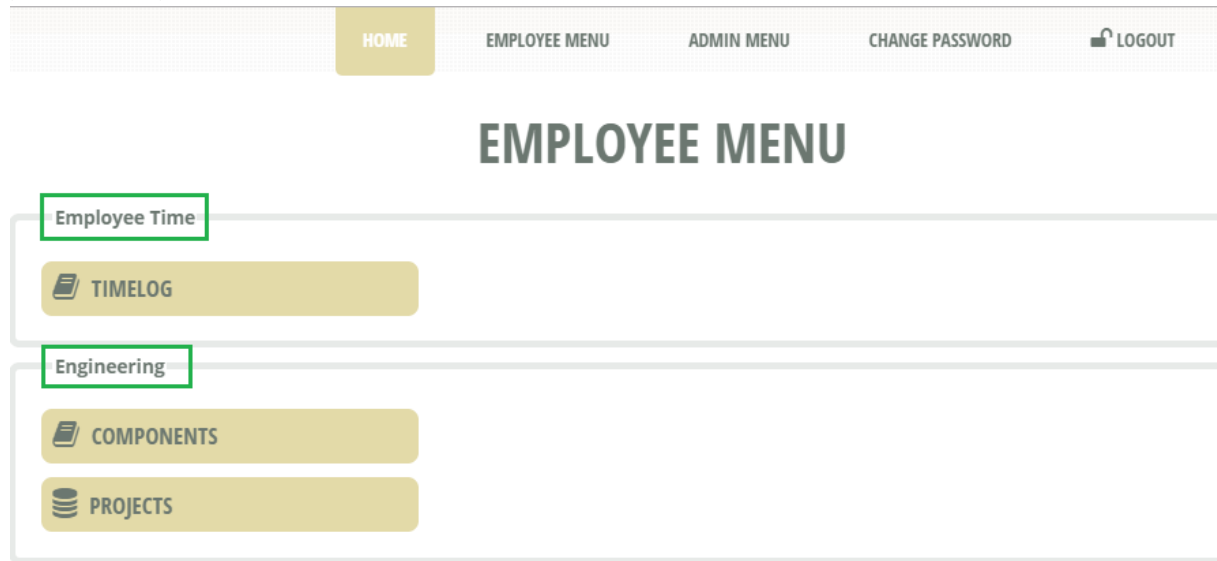 HOME EMPLOYEE MENU ADMIN MENU CHANGE PASSWORD LOGOUT
EMPLOYEE MENU
Employee Time
TIMELOG
Engineering
COMPONENTS
PROJECTS